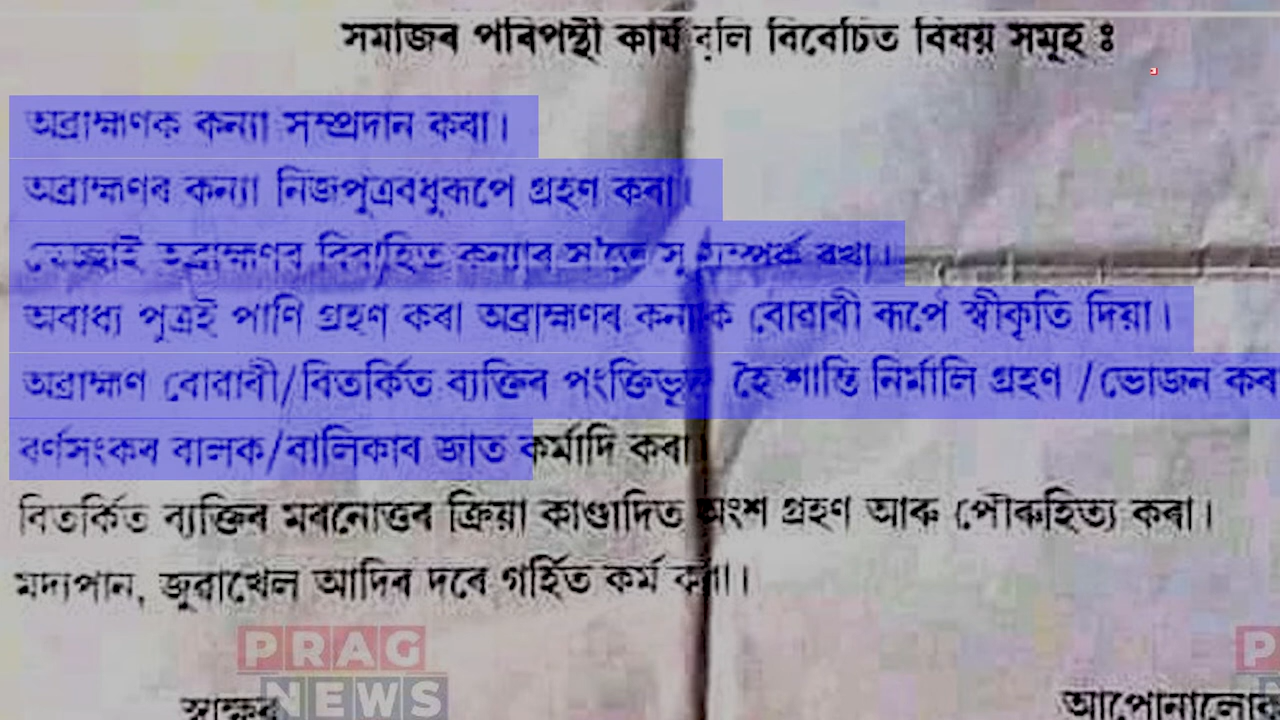 সমাজৰ পৰিপন্থী কাৰ্য বুলি বিবেচিত বিষয় সমূহ ঃ
অব্ৰাহ্মণক কন্যা সম্প্ৰদান কৰা।
অব্ৰাহ্মণৰ কন্যা নিজপুত্ৰবধুৰূপে গ্ৰহণ কৰা।
অব্ৰাহ্মণৰ বিবাহিত কন্যাৰ স'তে সু সম্পৰ্ক ৰখা।
অবাধ্য পুত্ৰই পাণি গ্ৰহণ কৰা অব্ৰাহ্মণৰ কন্যাক বোৱাৰী ৰূপে স্বীকৃতি দিয়া।
অব্ৰাহ্মণ বোৱাৰী/বিতৰ্কিত ব্যক্তিৰ পংক্তিভূক্ত হৈ শান্তি নিৰ্মালি গ্ৰহণ /ভোজন কৰা
বৰ্ণসংকৰ বালক/বালিকাৰ জাত কৰ্মাদি কৰা।
বিতৰ্কিত ব্যক্তিৰ মৰনোত্তৰ ক্ৰিয়া কাণ্ডাদিত অংশ গ্ৰহণ আৰু পৌৰুহিত্য কৰা।
মদ্যপান, জুৱাখেল আদিৰ দৰে গৰ্হিত কৰ্ম কৰা।
PRAG
NEWS
স্বাক্ষৰ আপোনালোক